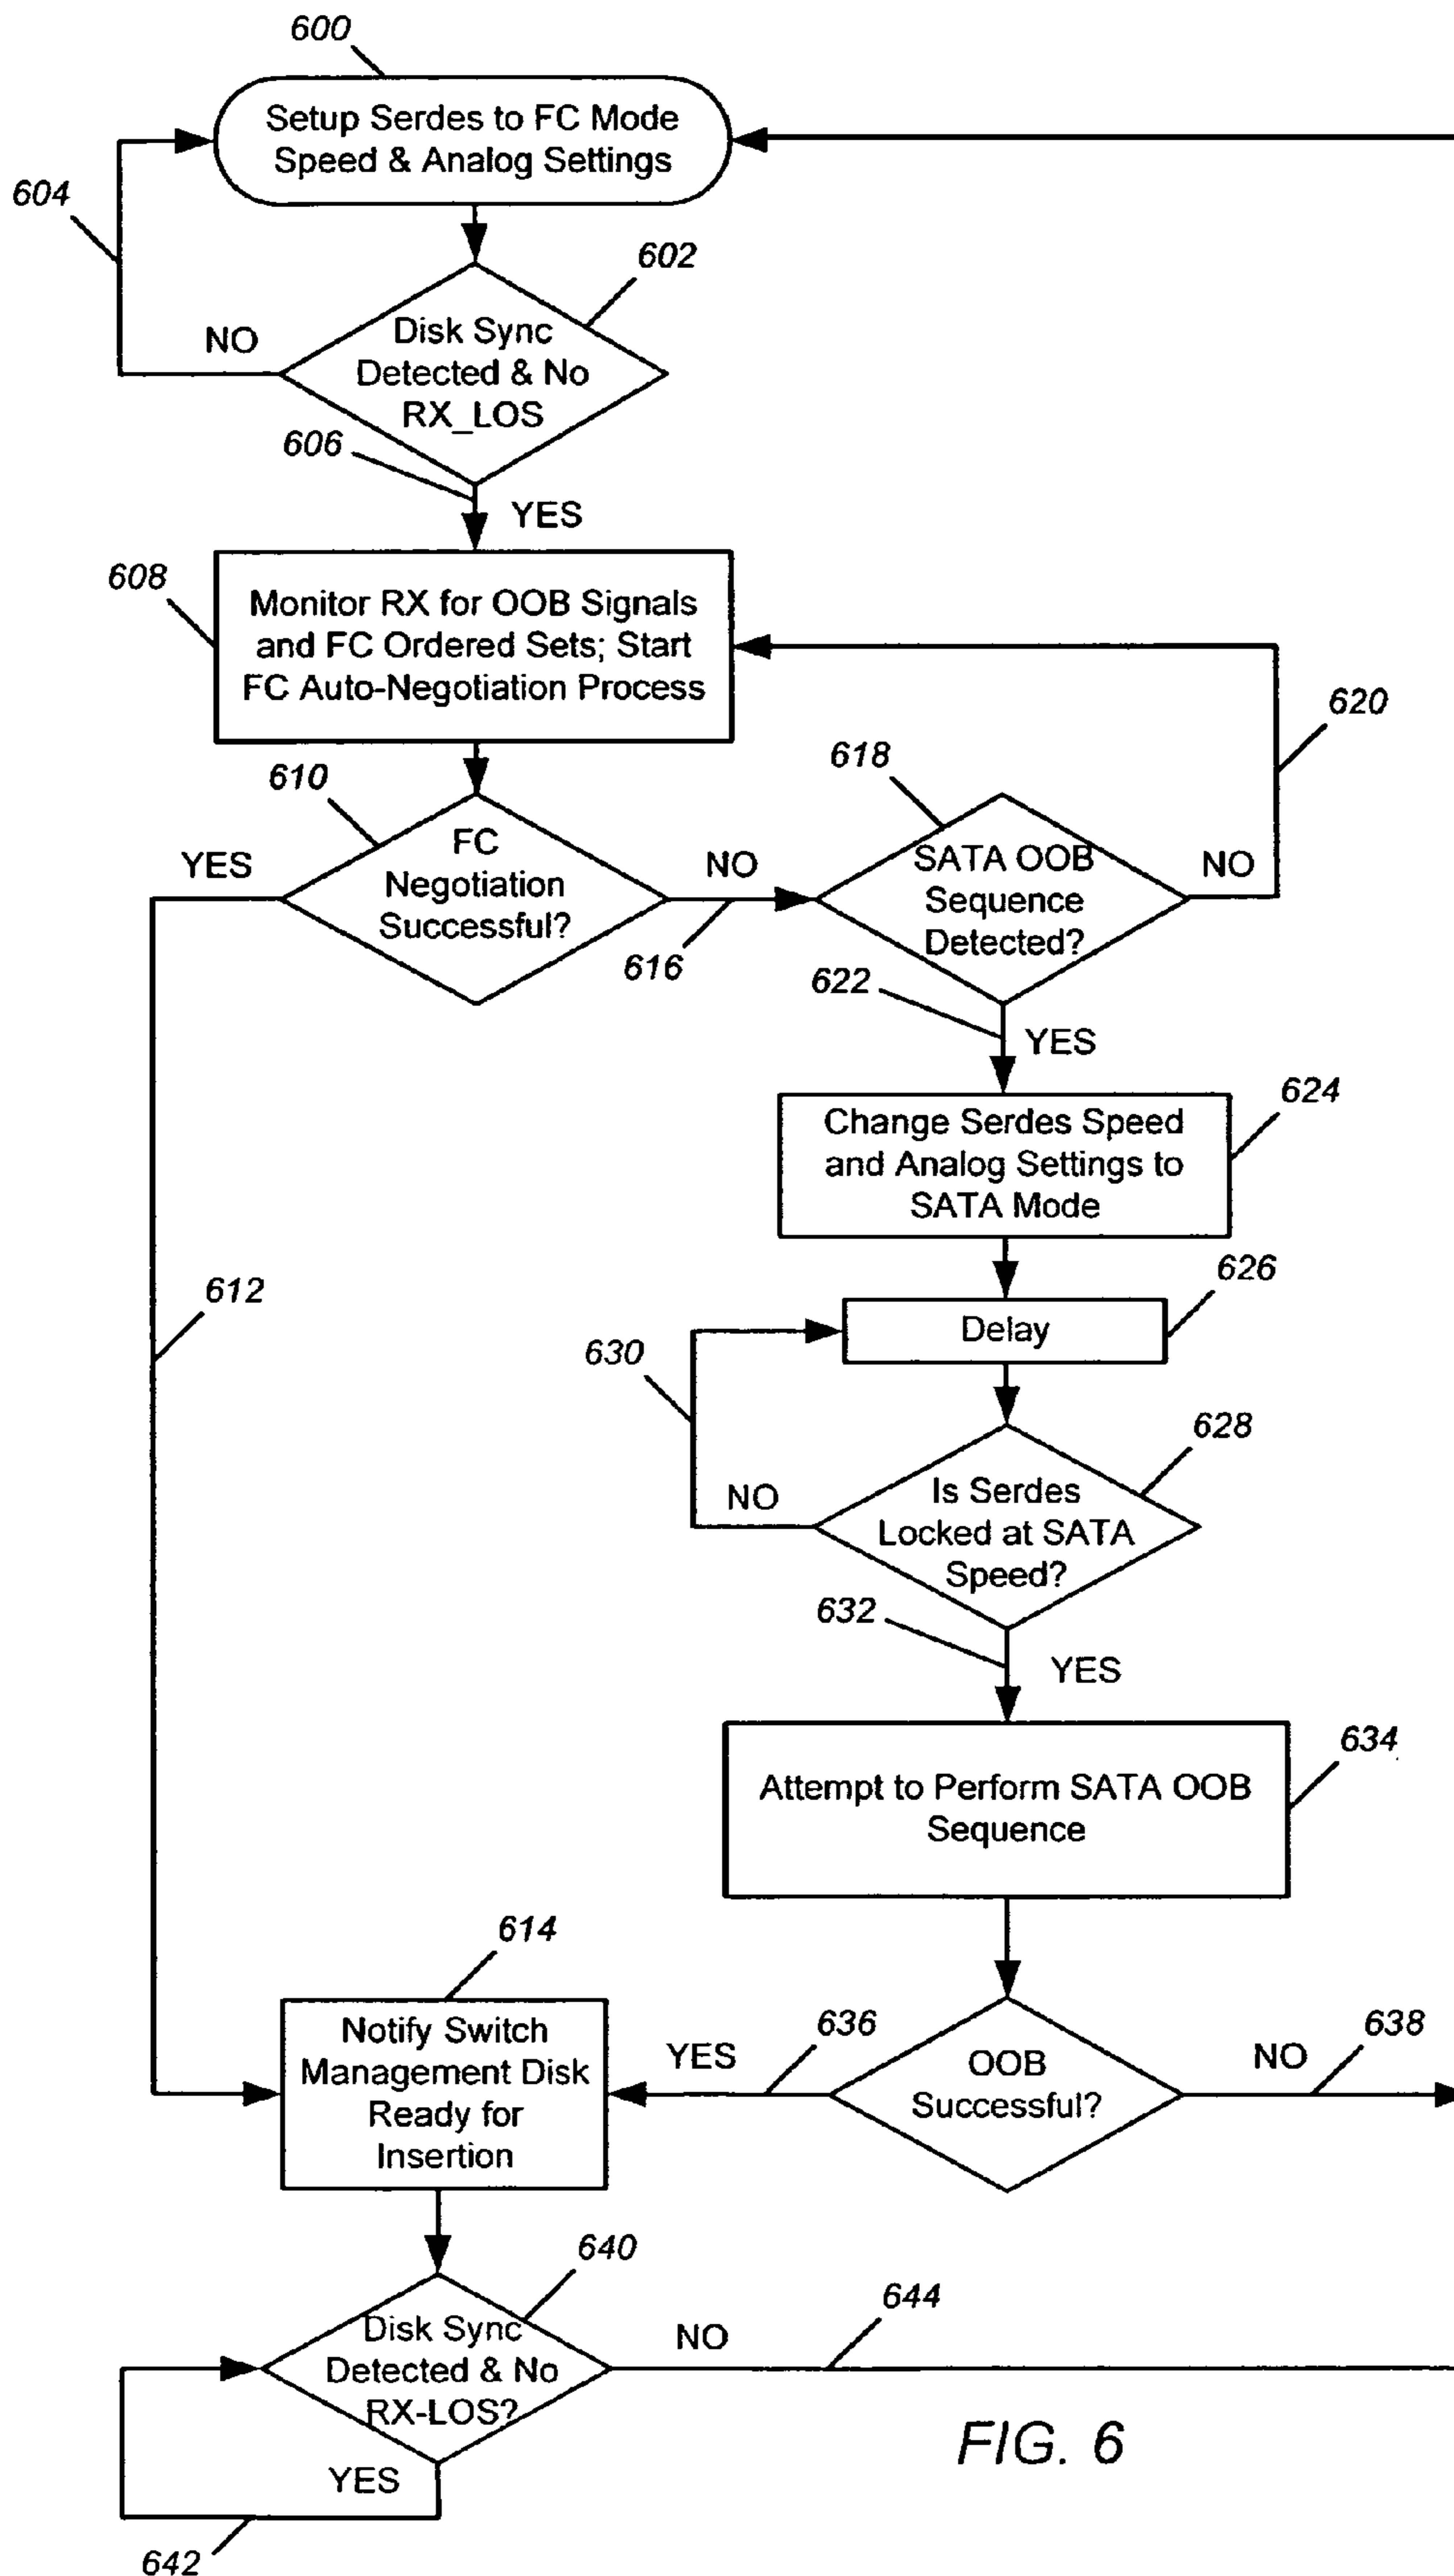 600
Setup Serdes to FC Mode
Speed & Analog Settings
604
602
NO
Disk Sync
Detected & No
RX_LOS
606
YES
608
Monitor RX for OOB Signals
and FC Ordered Sets; Start
FC Auto-Negotiation Process
620
610
618
YES
FC
Negotiation
Successful?
NO
616
SATA OOB
Sequence
Detected?
NO
622
YES
624
Change Serdes Speed
and Analog Settings to
SATA Mode
612
626
Delay
630
628
NO
Is Serdes
Locked at SATA
Speed?
632
YES
634
Attempt to Perform SATA OOB
Sequence
614
Notify Switch
Management Disk
Ready for
Insertion
YES
636
OOB
Successful?
NO
638
640
Disk Sync
Detected & No
RX-LOS?
NO
644
YES
642
FIG. 6